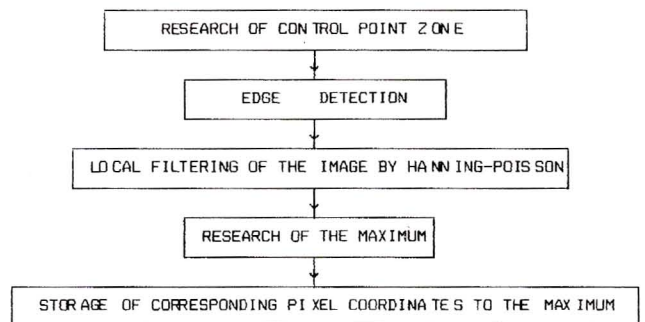 RESEARCH OF CONTROL POINT ZONE
EDGE DETECTION
LOCAL FILTERING OF THE IMAGE BY HANNING-POISSON
RESEARCH OF THE MAXIMUM
STORAGE OF CORRESPONDING PIXEL COORDINATES TO THE MAXIMUM